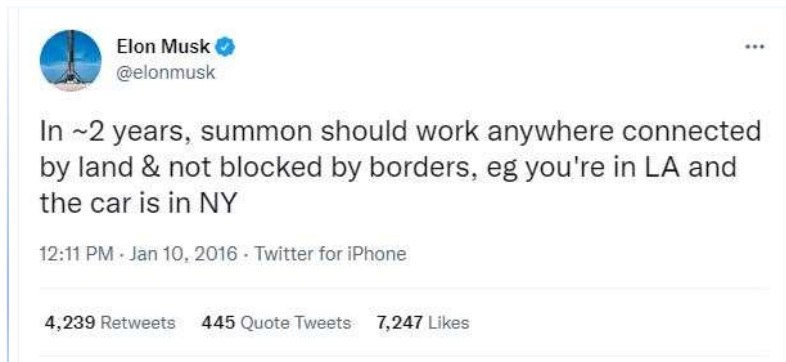 Elon Musk
@elonmusk
In ~2 years, summon should work anywhere connected
by land & not blocked by borders, eg you're in LA and
the car is in NY
12:11 PM · Jan 10, 2016 · Twitter for iPhone
4,239 Retweets 445 Quote Tweets 7,247 Likes